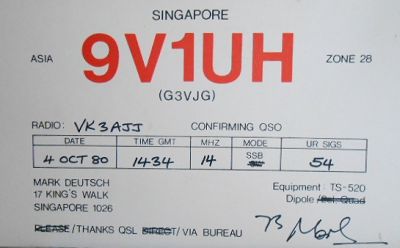 SINGAPORE
ASIA 9V1UH ZONE 28
(G3VJG)
RADIO: VK3AJJ CONFIRMING QSO
DATE TIME GMT MHZ MODE UR SIGS
4 OCT 80 1434 14 SSB 54
MARK DEUTSCH Equipment: TS-520
17 KING'S WALK Dipole / Quad
SINGAPORE 1026
PLEASE/THANKS QSL DIRECT/VIA BUREAU